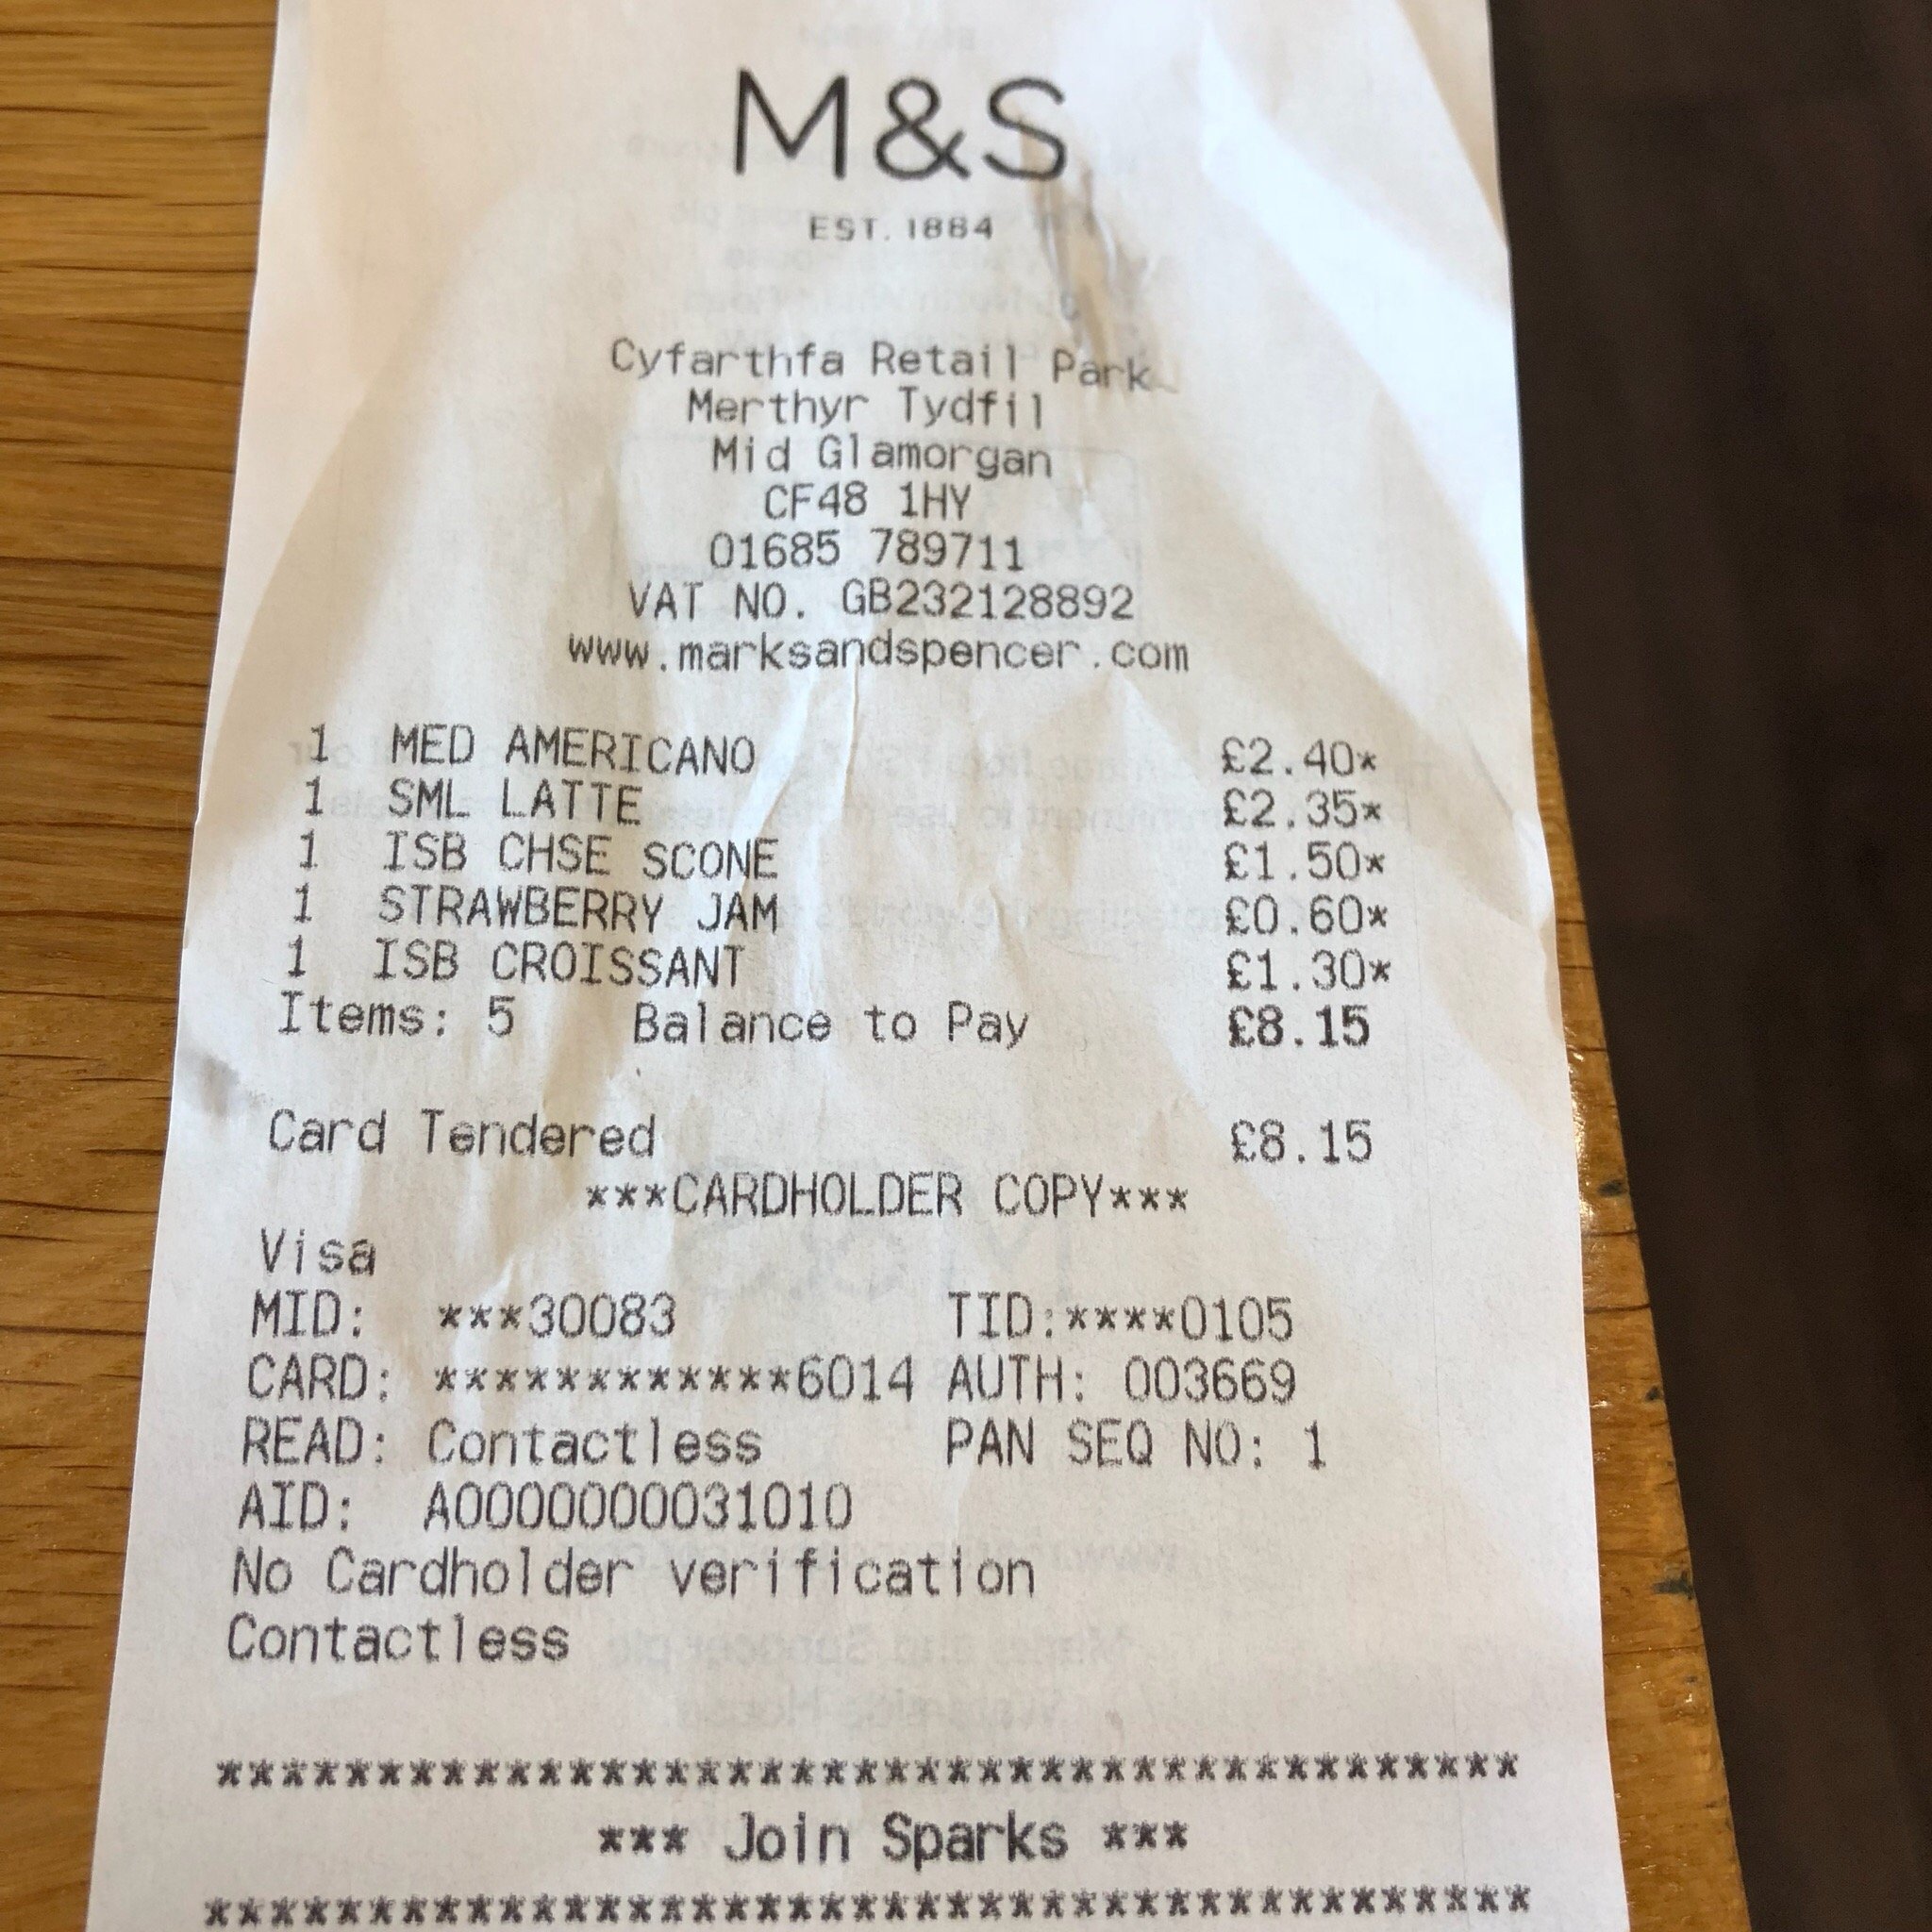 M&S
EST. 1884
Cyfarthfa Retail Park
Merthyr Tydfil
Mid Glamorgan
CF48 1HY
01685 789711
VAT NO. GB232128892
www.marksandspencer.com
1 MED AMERICANO £2.40*
1 SML LATTE £2.35*
1 ISB CHSE SCONE £1.50*
1 STRAWBERRY JAM £0.60*
1 ISB CROISSANT £1.30*
Items: 5 Balance to Pay £8.15
Card Tendered £8.15
***CARDHOLDER COPY***
Visa
MID: ***30083 TID:****0105
CARD: ************6014 AUTH: 003669
READ: Contactless PAN SEQ NO: 1
AID: A0000000031010
No Cardholder verification
Contactless
*****************************************
*** Join Sparks ***
*****************************************